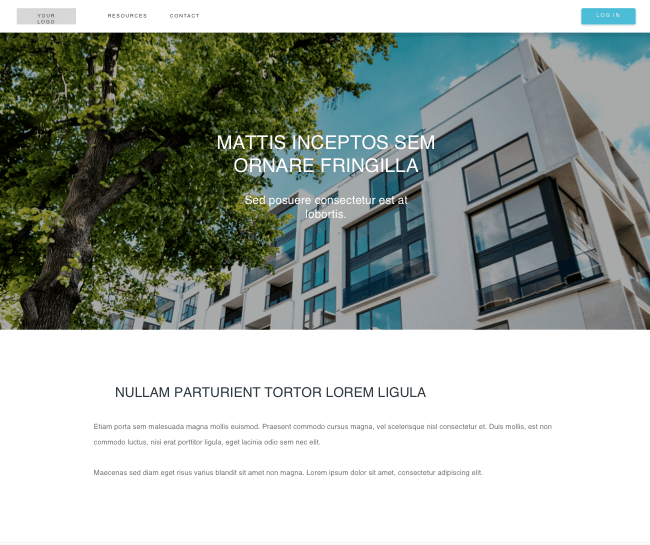 YOUR
LOGO
RESOURCES
CONTACT
LOG IN
MATTIS INCEPTOS SEM
ORNARE FRINGILLA
Sed posuere consectetur est at
lobortis.
NULLAM PARTURIENT TORTOR LOREM LIGULA
Etiam porta sem malesuada magna mollis euismod. Praesent commodo cursus magna, vel scelerisque nisl consectetur et. Duis mollis, est non
commodo luctus, nisi erat porttitor ligula, eget lacinia odio sem nec elit.
Maecenas sed diam eget risus varius blandit sit amet non magna. Lorem ipsum dolor sit amet, consectetur adipiscing elit.